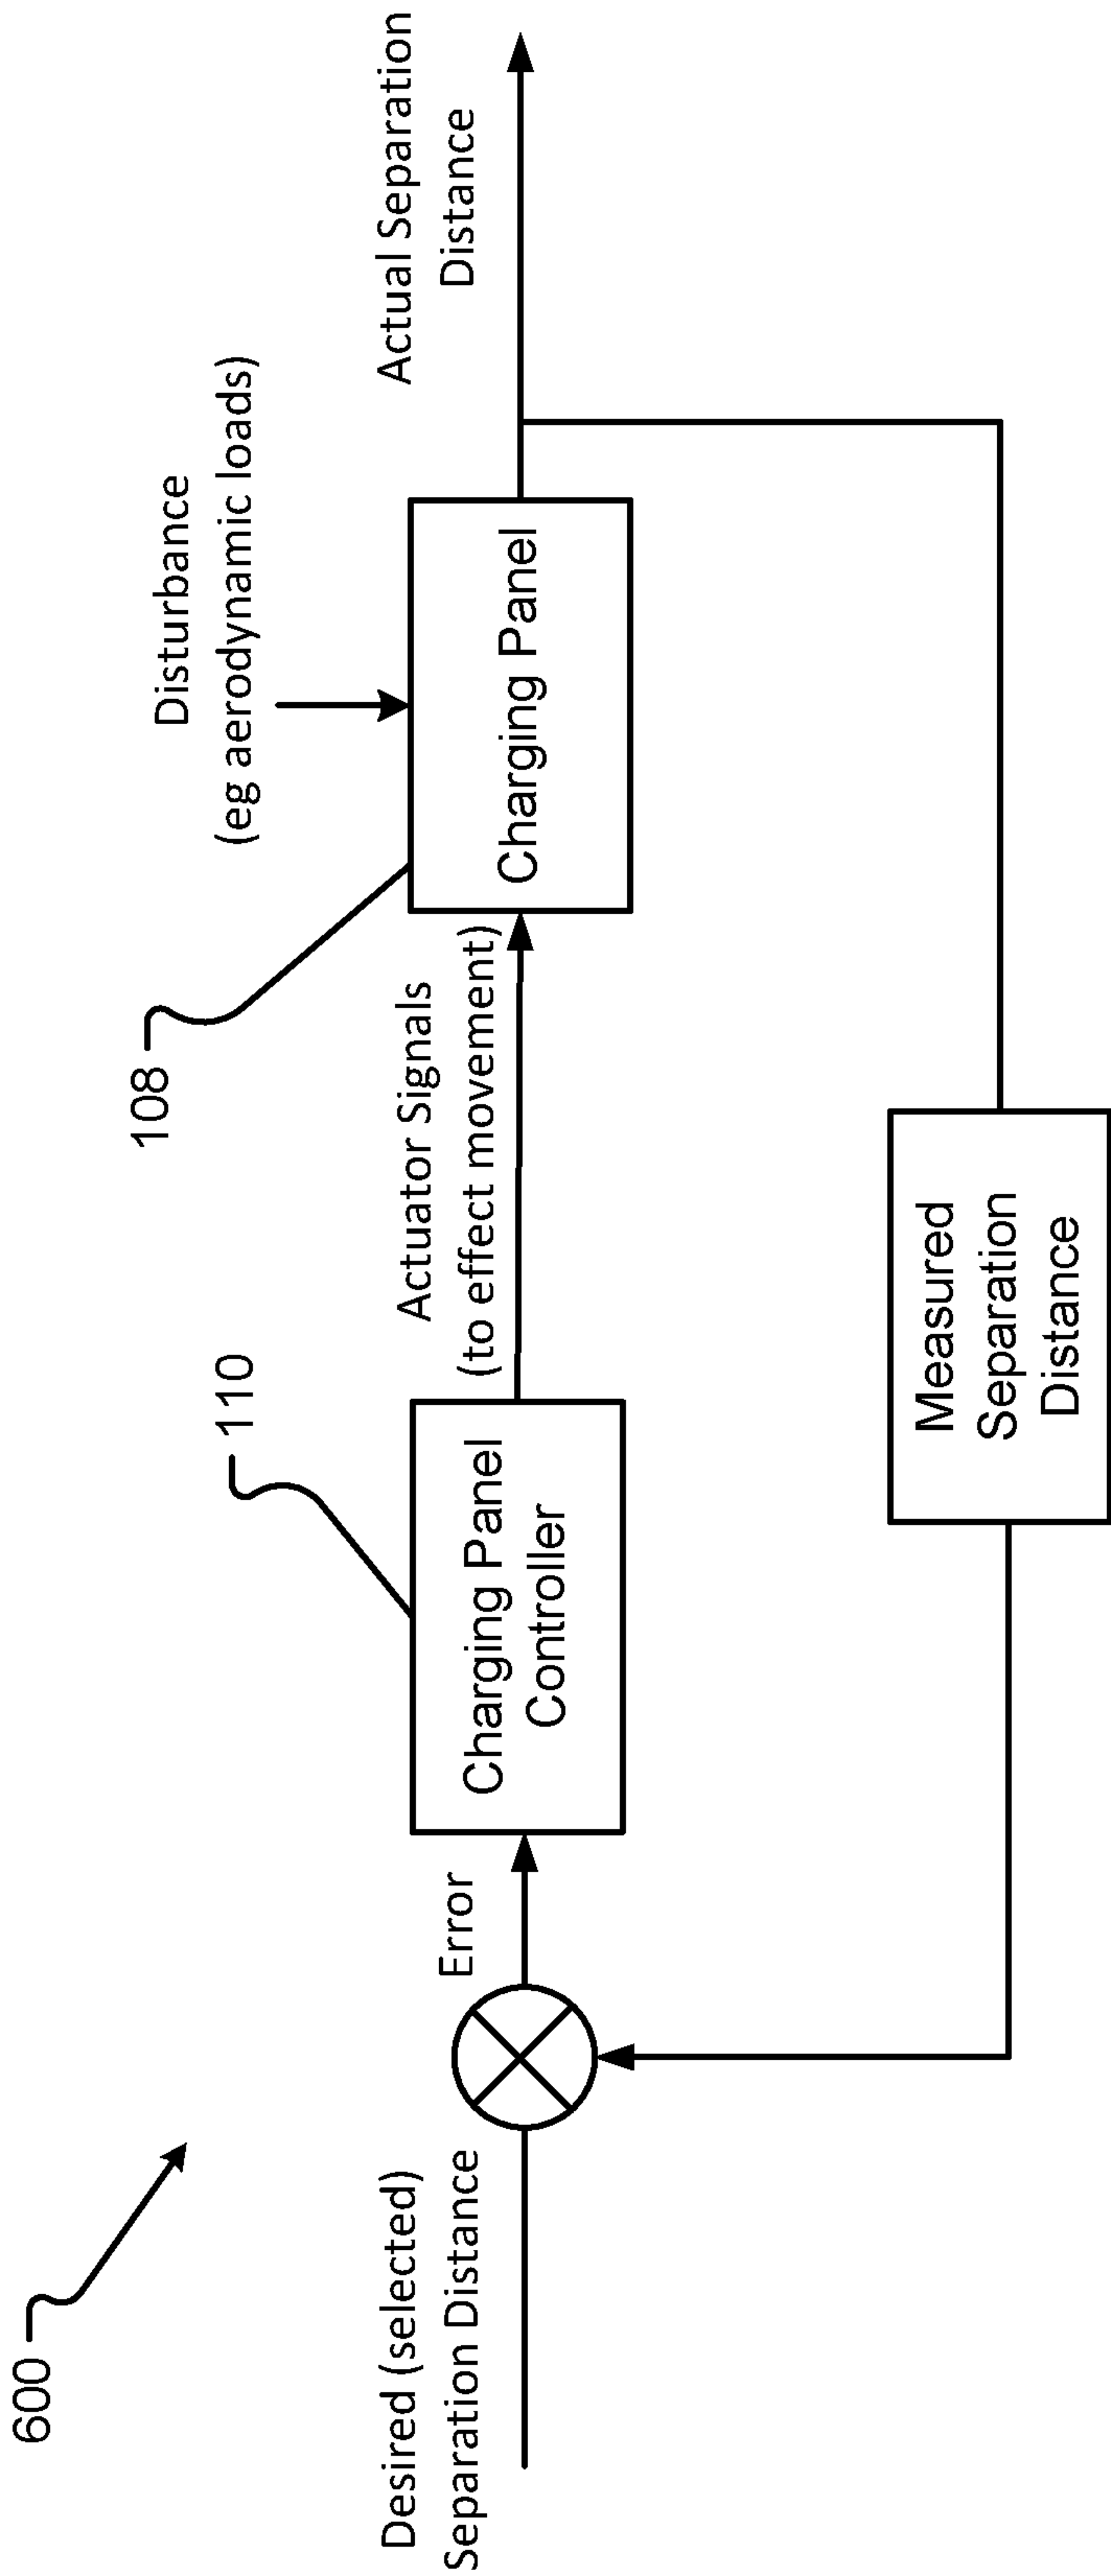 600
108
110
Disturbance
(eg aerodynamic loads)
Desired (selected)
Separation Distance
Error
Charging Panel
Controller
Actuator Signals
(to effect movement)
Charging Panel
Actual Separation
Distance
Measured
Separation
Distance